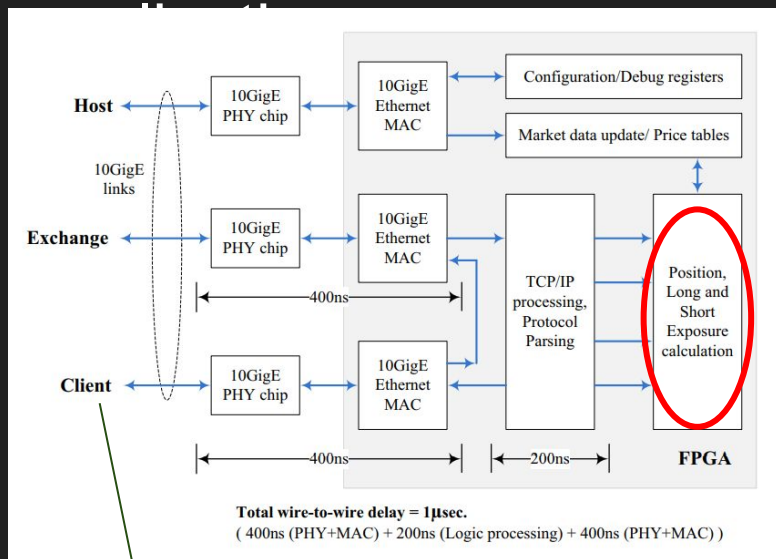 Host
10GigE
PHY chip
10GigE
Ethernet
MAC
Configuration/Debug registers
Market data update/ Price tables
10GigE
links
Exchange
10GigE
PHY chip
10GigE
Ethernet
MAC
400ns
TCP/IP
processing,
Protocol
Parsing
Position,
Long and
Short
Exposure
calculation
Client
10GigE
PHY chip
10GigE
Ethernet
MAC
400ns
200ns
FPGA
Total wire-to-wire delay = 1μsec.
( 400ns (PHY+MAC) + 200ns (Logic processing) + 400ns (PHY+MAC) )